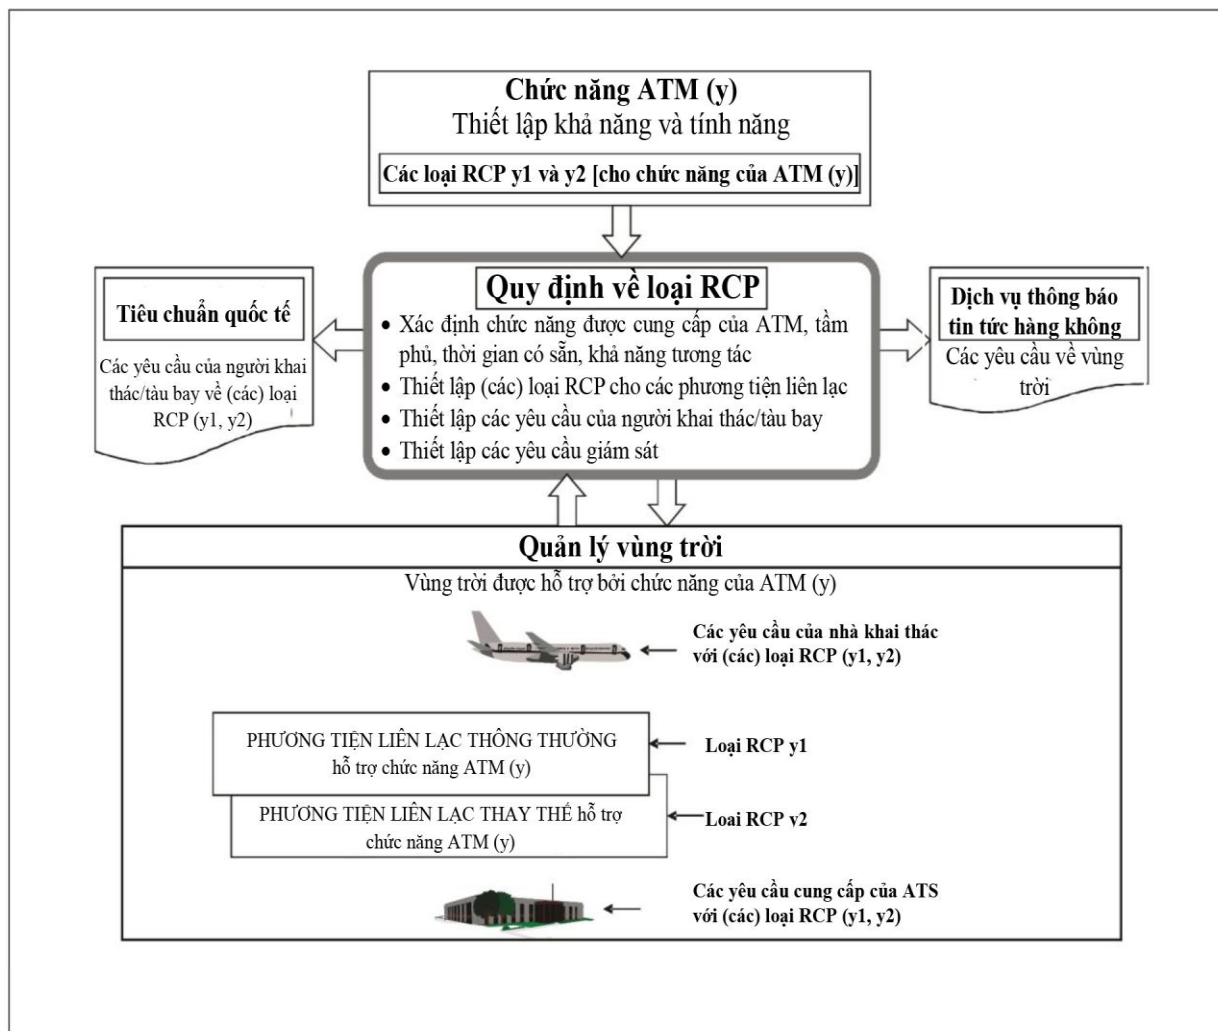 Chức năng ATM (y)
Thiết lập khả năng và tính năng
Các loại RCP y1 và y2 [cho chức năng của ATM (y)]
Tiêu chuẩn quốc tế
Các yêu cầu của người khai
thác/tàu bay về (các) loại
RCP (y1, y2)
Quy định về loại RCP
• Xác định chức năng được cung cấp của ATM, tầm
phủ, thời gian có sẵn, khả năng tương tác
• Thiết lập (các) loại RCP cho các phương tiện liên lạc
• Thiết lập các yêu cầu của người khai thác/tàu bay
• Thiết lập các yêu cầu giám sát
Dịch vụ thông báo
tin tức hàng không
Các yêu cầu về vùng
trời
Quản lý vùng trời
Vùng trời được hỗ trợ bởi chức năng của ATM (y)
Các yêu cầu của nhà khai thác
với (các) loại RCP (y1, y2)
PHƯƠNG TIỆN LIÊN LẠC THÔNG THƯỜNG
hỗ trợ chức năng ATM (y)
Loại RCP y1
PHƯƠNG TIỆN LIÊN LẠC THAY THẾ hỗ trợ
chức năng ATM (y)
Loai RCP v2
Các yêu cầu cung cấp của ATS
với (các) loại RCP (y1, y2)